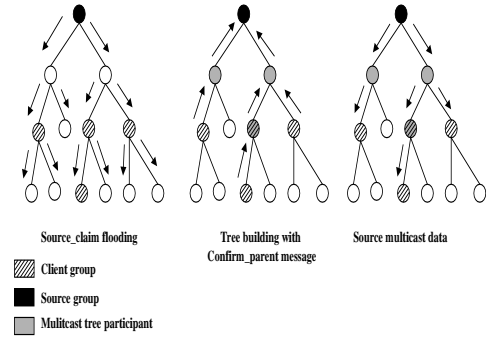 Source_claim flooding
Tree building with
Confirm_parent message
Source multicast data
Client group
Source group
Mulitcast tree participant